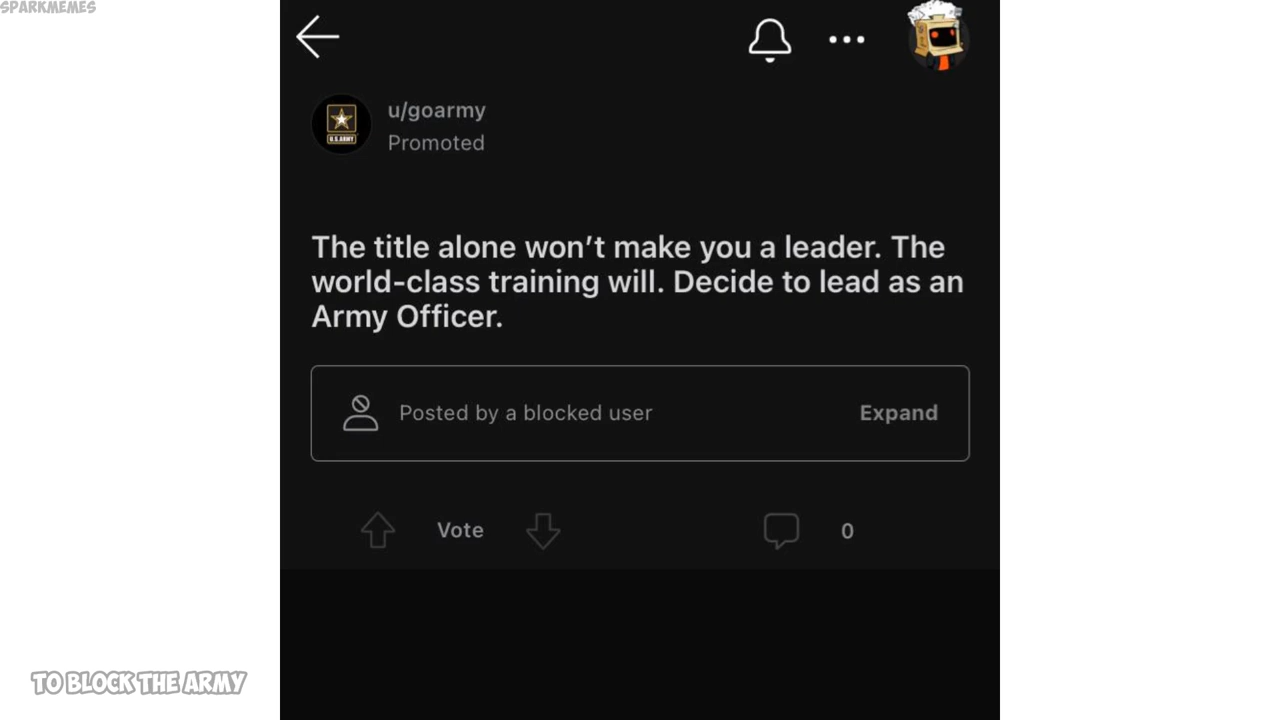 SPARKMEMES
u/goarmy
Promoted
U.S.ARMY
The title alone won’t make you a leader. The
world-class training will. Decide to lead as an
Army Officer.
Posted by a blocked user Expand
Vote 0
TO BLOCK THE ARMY